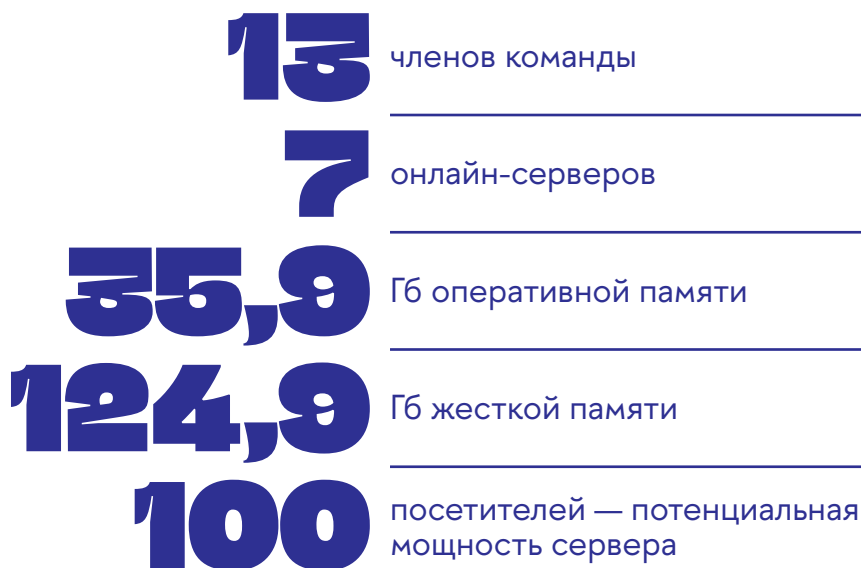 13 членов команды
7 онлайн-серверов
35,9 Гб оперативной памяти
124,9 Гб жесткой памяти
100 посетителей — потенциальная
мощность сервера